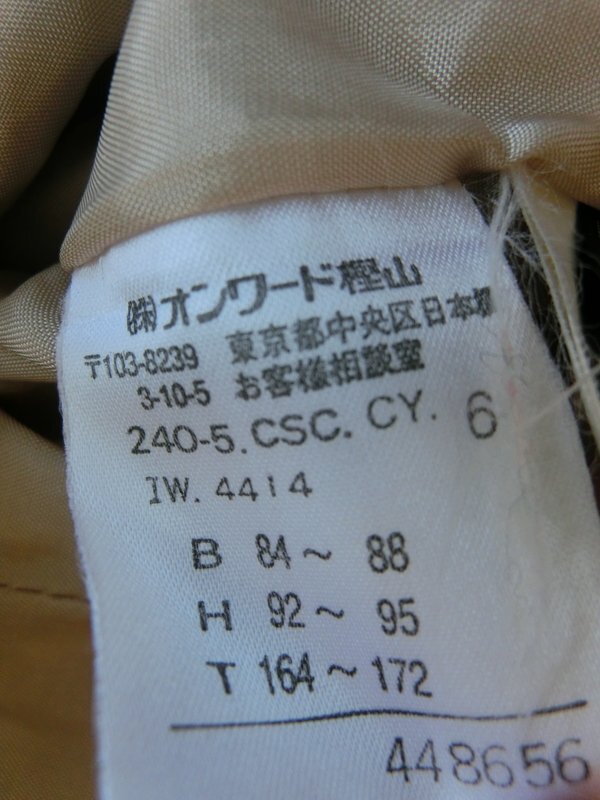 ㈱オンワード樫山
〒103-8239 東京都中央区日本橋
3-10-5 お客様相談室
240-5. CSC. CY. 6
IW. 4414
B 84~ 88
H 92~ 95
T 164~172
448656